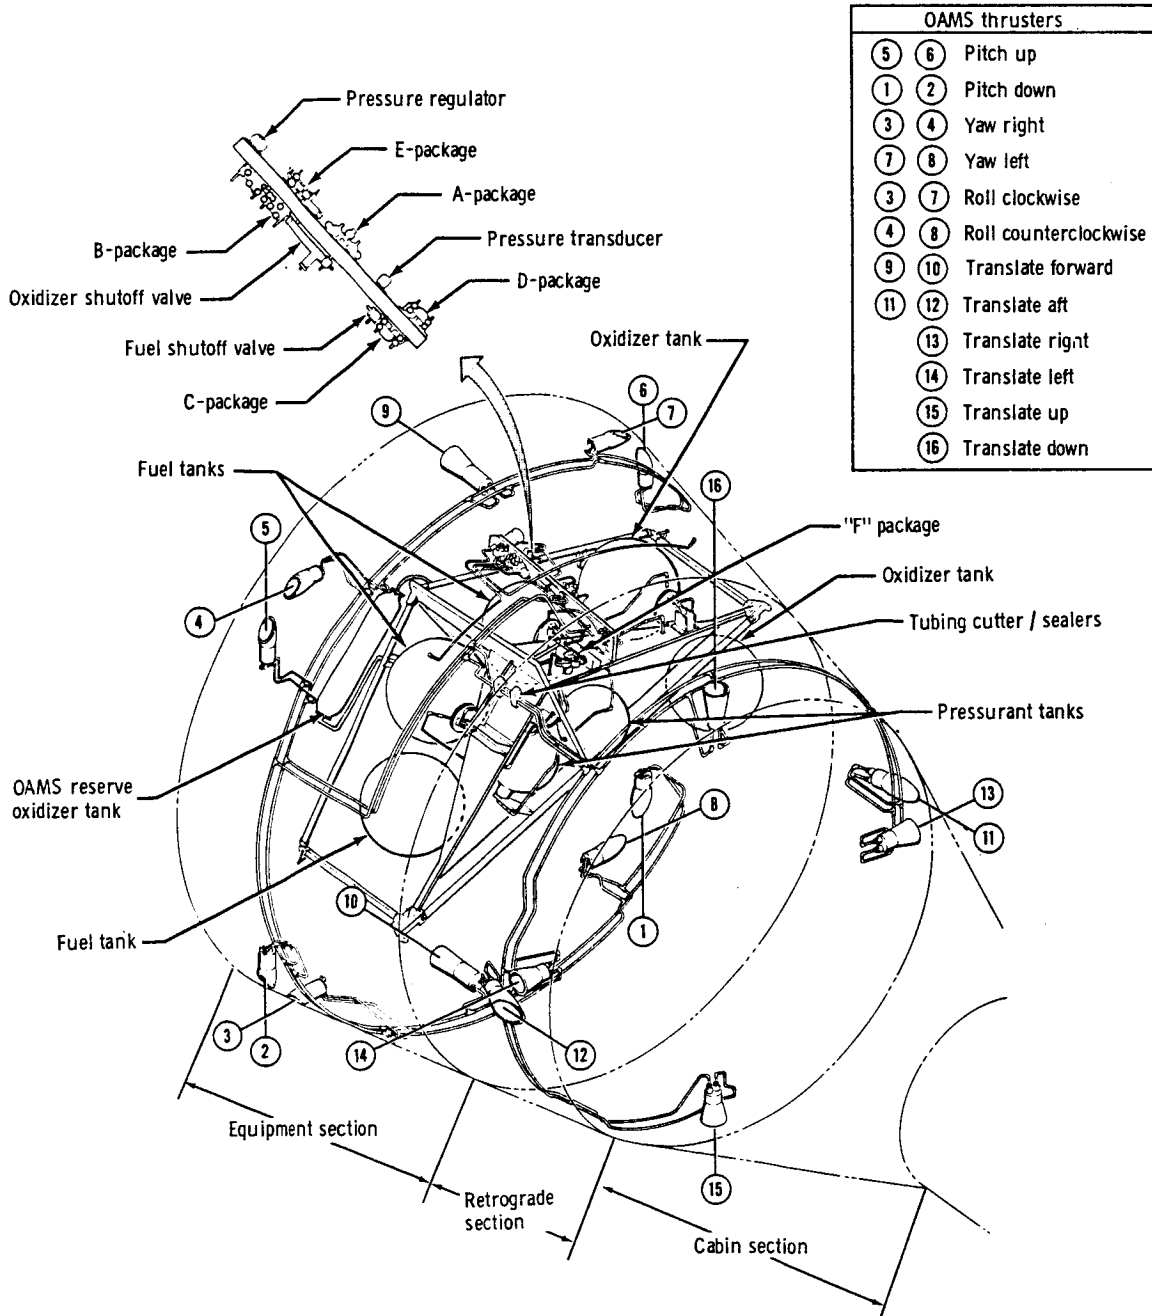 OAMS thrusters
5 6 Pitch up
1 2 Pitch down
3 4 Yaw right
7 8 Yaw left
3 7 Roll clockwise
4 8 Roll counterclockwise
9 10 Translate forward
11 12 Translate aft
13 Translate right
14 Translate left
15 Translate up
16 Translate down
Pressure regulator
E-package
A-package
B-package
Pressure transducer
Oxidizer shutoff valve
D-package
Fuel shutoff valve
C-package
Oxidizer tank
6
9
7
Fuel tanks
16
5
"F" package
4
Oxidizer tank
Tubing cutter / sealers
Pressurant tanks
OAMS reserve
oxidizer tank
13
8
11
10
1
Fuel tank
3
2
14
12
Equipment section
15
Retrograde
section
Cabin section